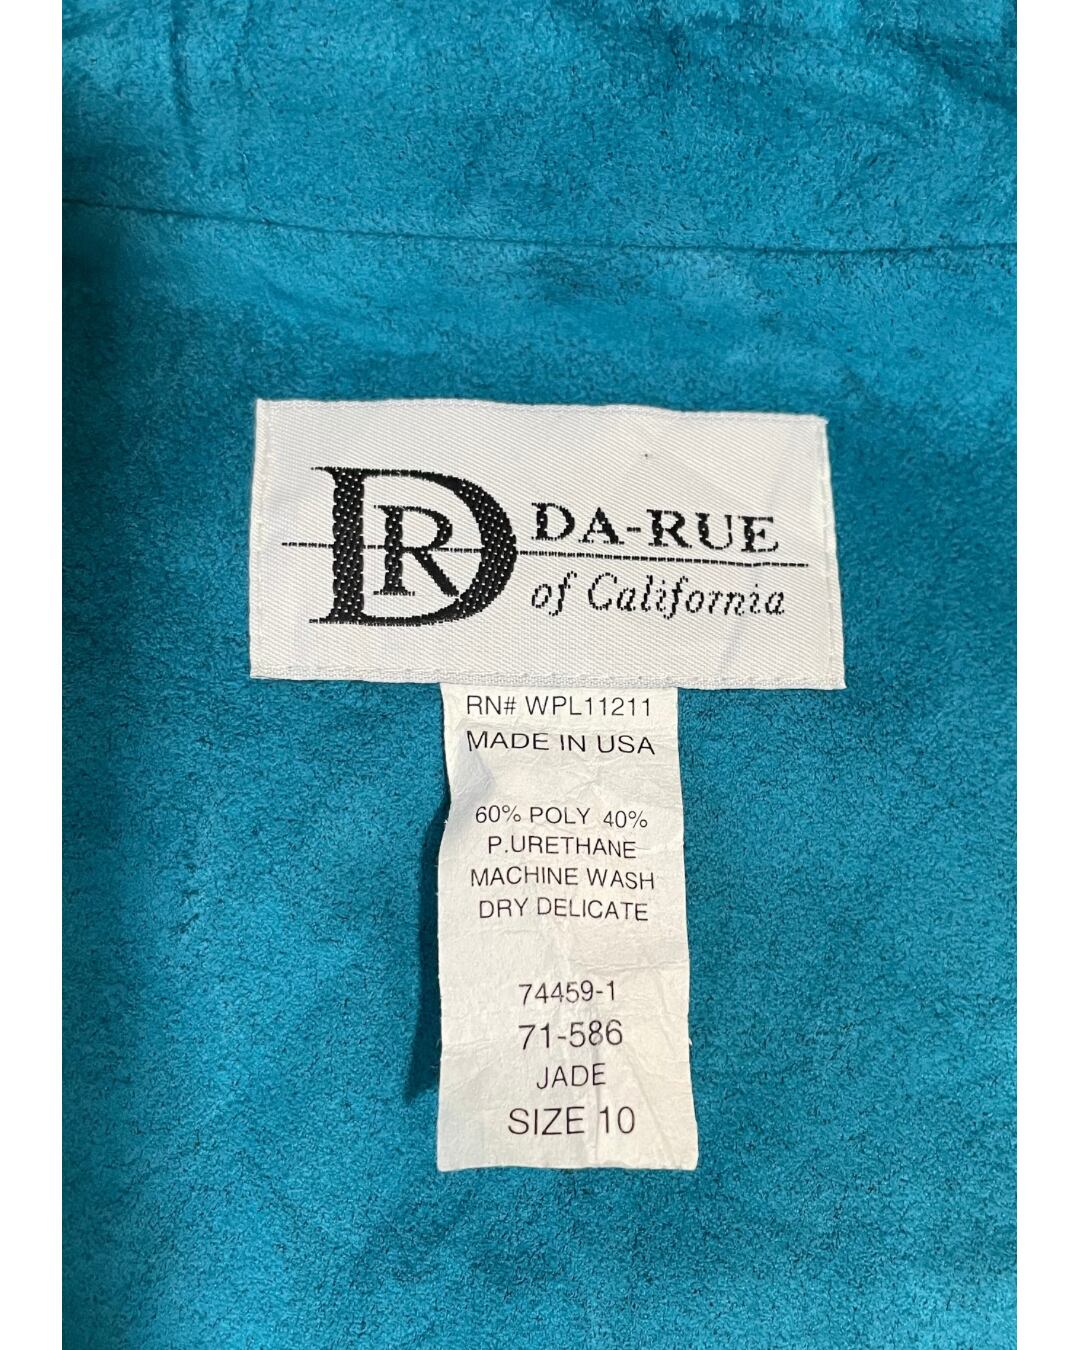 DR
DA-RUE
of California
RN# WPL11211
MADE IN USA
60% POLY 40%
P.URETHANE
MACHINE WASH
DRY DELICATE
74459-1
71-586
JADE
SIZE 10